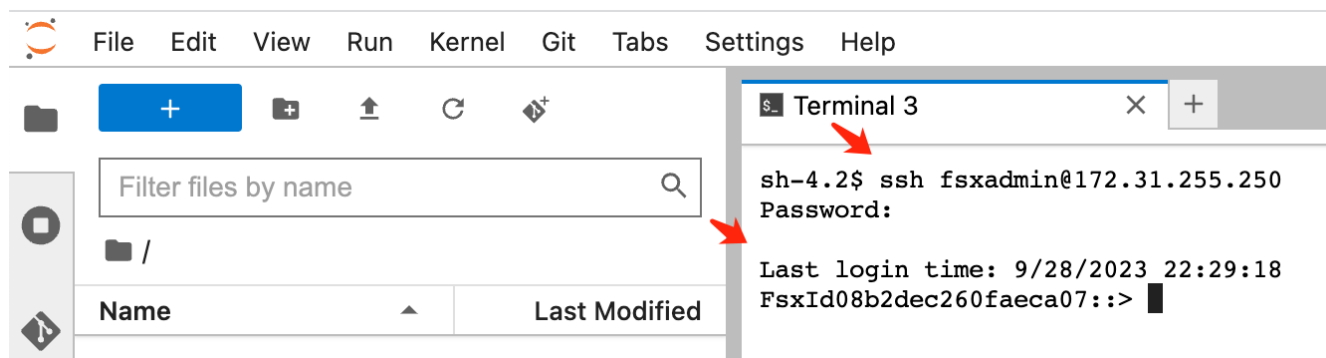 File Edit View Run Kernel Git Tabs Settings Help
+
Filter files by name
/
Name Last Modified
$_ Terminal 3 × +
sh-4.2$ ssh fsxadmin@172.31.255.250
Password:
Last login time: 9/28/2023 22:29:18
FsxId08b2dec260faeca07::>